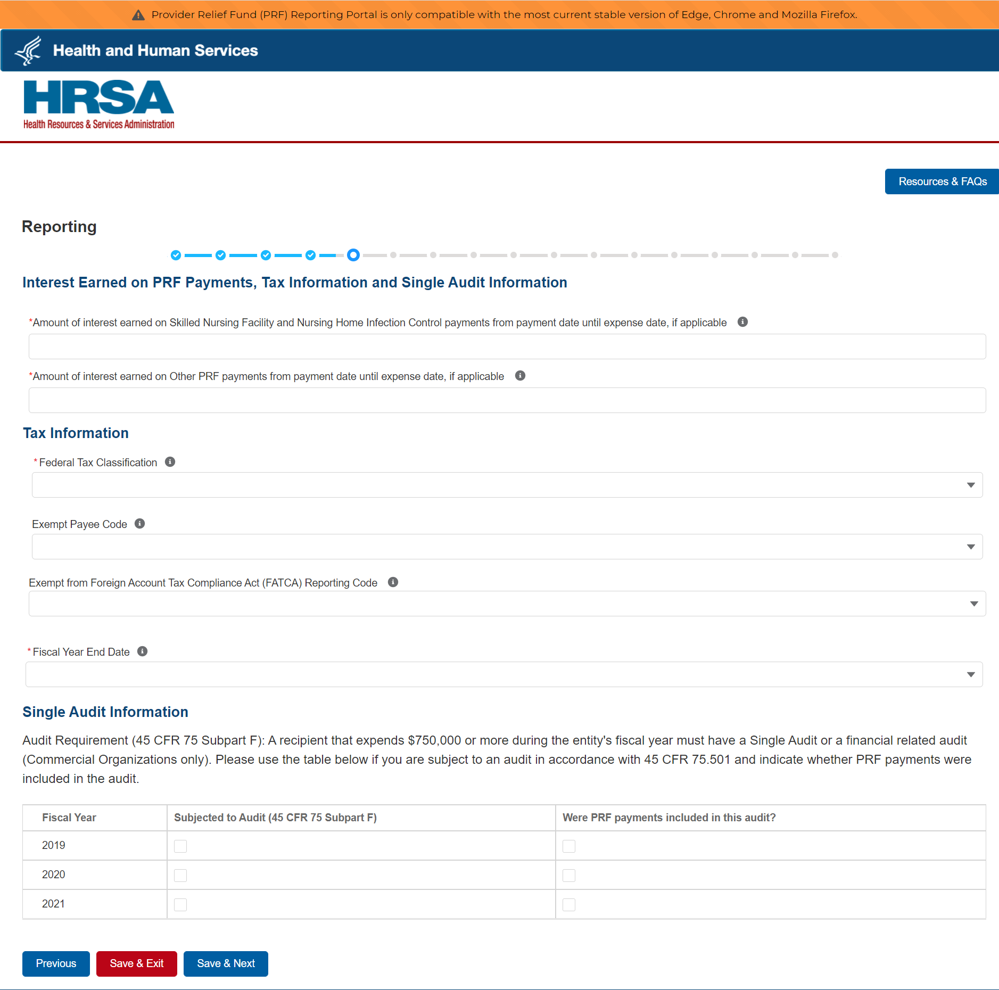 Provider Relief Fund (PRF) Reporting Portal is only compatible with the most current stable version of Edge, Chrome and Mozilla Firefox.
Health and Human Services
HRSA
Health Resources & Services Administration
Resources & FAQs
Reporting
Interest Earned on PRF Payments, Tax Information and Single Audit Information
*Amount of interest earned on Skilled Nursing Facility and Nursing Home Infection Control payments from payment date until expense date, if applicable
*Amount of interest earned on Other PRF payments from payment date until expense date, if applicable
Tax Information
*Federal Tax Classification
Exempt Payee Code
Exempt from Foreign Account Tax Compliance Act (FATCA) Reporting Code
*Fiscal Year End Date
Single Audit Information
Audit Requirement (45 CFR 75 Subpart F): A recipient that expends $750,000 or more during the entity's fiscal year must have a Single Audit or a financial related audit
(Commercial Organizations only). Please use the table below if you are subject to an audit in accordance with 45 CFR 75.501 and indicate whether PRF payments were
included in the audit.
Fiscal Year Subjected to Audit (45 CFR 75 Subpart F) Were PRF payments included in this audit?
2019
2020
2021
Previous Save & Exit Save & Next